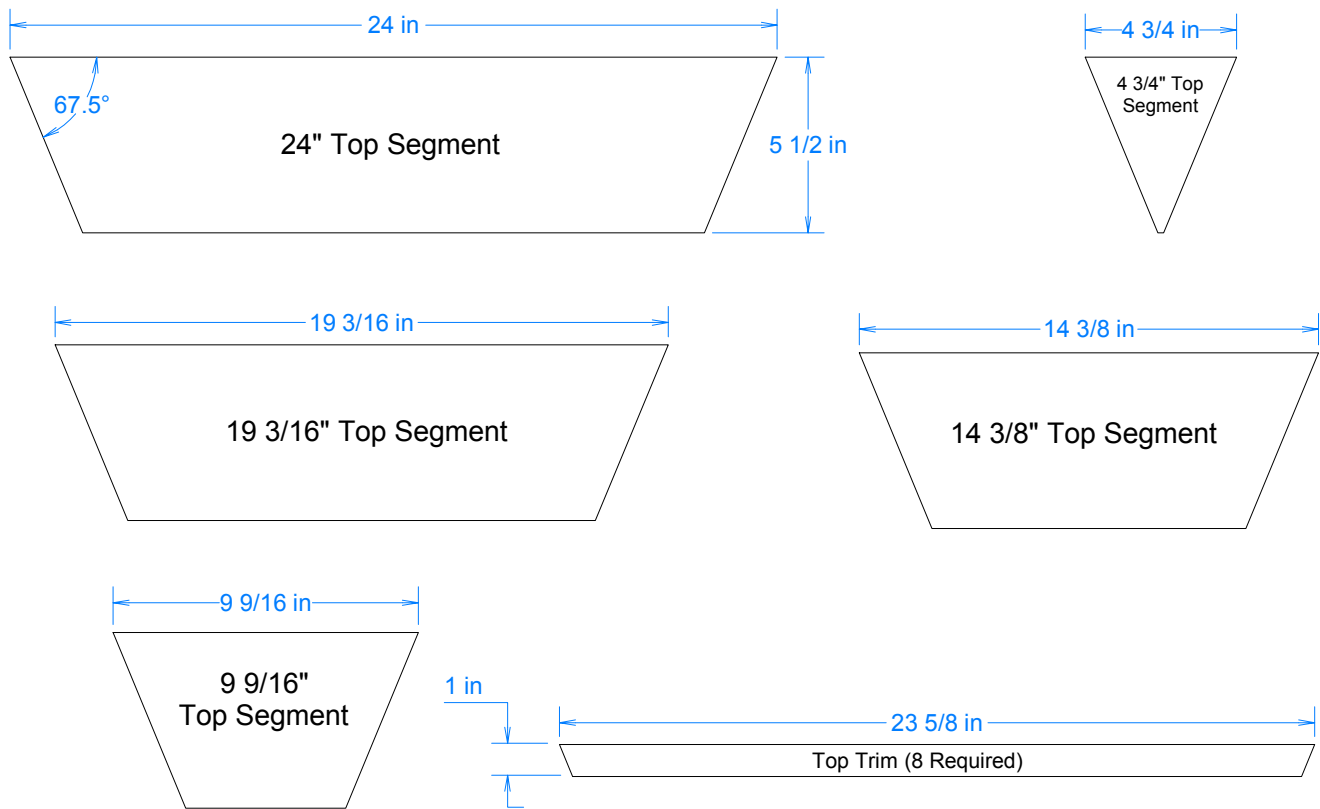 24 in
4 3/4 in
67.5°
4 3/4" Top
Segment
24" Top Segment
5 1/2 in
19 3/16 in
14 3/8 in
19 3/16" Top Segment
14 3/8" Top Segment
9 9/16 in
9 9/16"
Top Segment
1 in
23 5/8 in
Top Trim (8 Required)